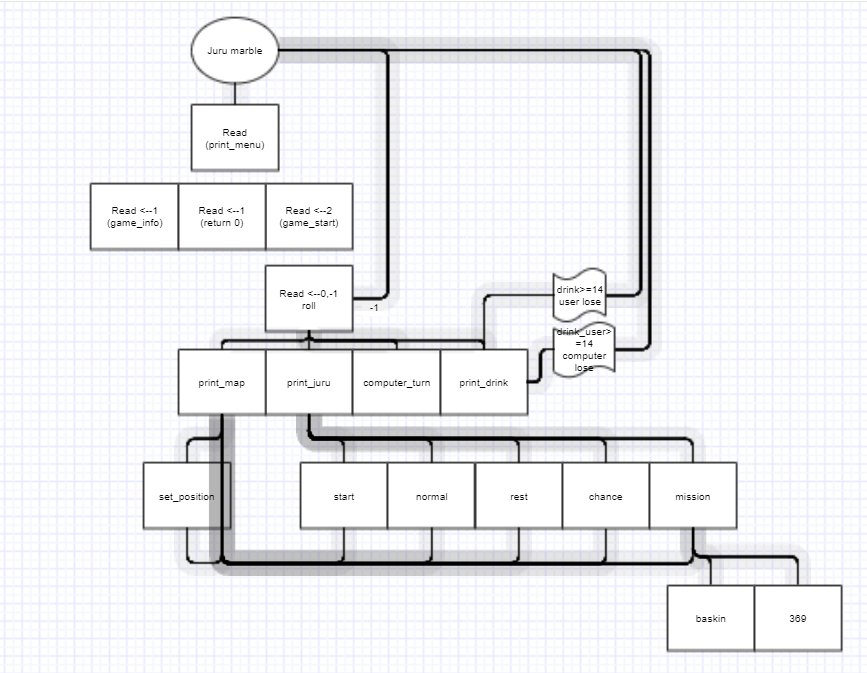 Juru marble
Read
(print_menu)
Read <--1
(game_info)
Read <--1
(return 0)
Read <--2
(game_start)
Read <--0,-1
roll
-1
drink>=14
user lose
drink_user>
=14
computer
lose
print_map
print_juru
computer_turn
print_drink
set_position
start
normal
rest
chance
mission
baskin
369